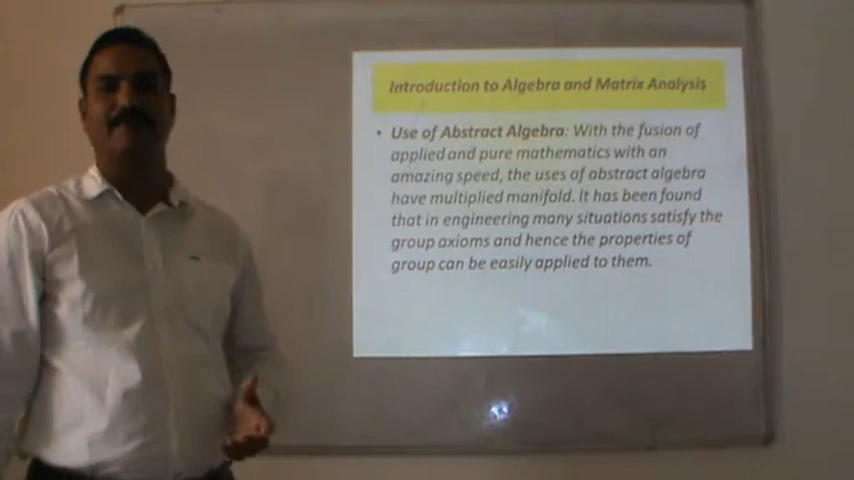 Introduction to Algebra and Matrix Analysis
• Use of Abstract Algebra: With the fusion of
applied and pure mathematics with an
amazing speed, the uses of abstract algebra
have multiplied manifold. It has been found
that in engineering many situations satisfy the
group axioms and hence the properties of
group can be easily applied to them.